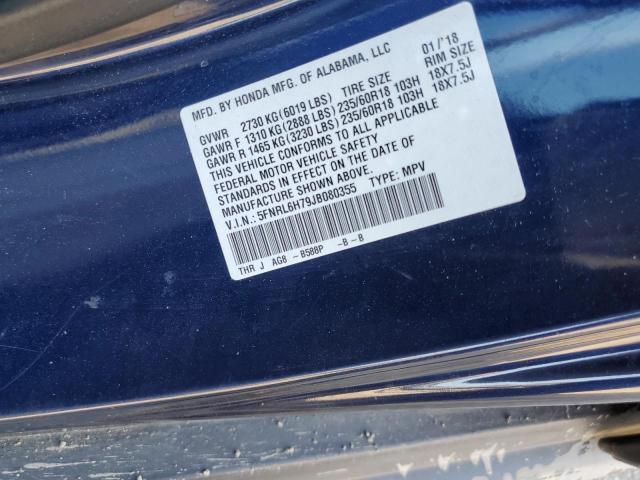 MFD. BY HONDA MFG. OF ALABAMA, LLC 01/'18
GVWR 2730 KG (6019 LBS) TIRE SIZE RIM SIZE
GAWR F 1310 KG (2888 LBS) 235/60R18 103H 18X7.5J
GAWR R 1465 KG (3230 LBS) 235/60R18 103H 18X7.5J
THIS VEHICLE CONFORMS TO ALL APPLICABLE
FEDERAL MOTOR VEHICLE SAFETY
STANDARDS IN EFFECT ON THE DATE OF
MANUFACTURE SHOWN ABOVE.
V.I.N.: 5FNRL6H79JB080355 TYPE: MPV
THR J AG8 -B588P -B-B